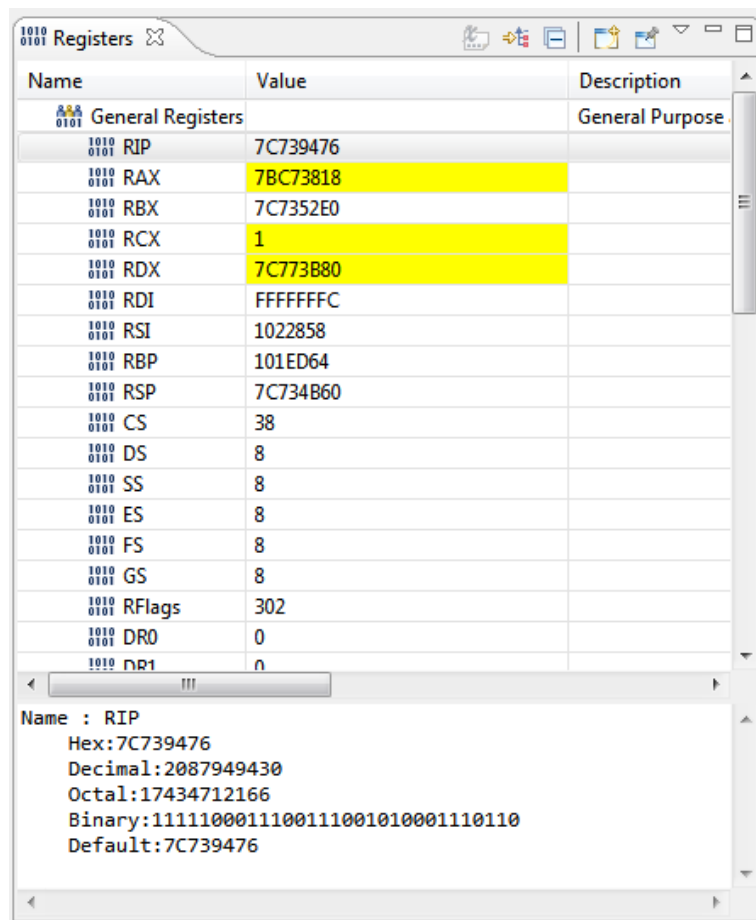 Registers
Name Value Description
General Registers General Purpose
RIP 7C739476
RAX 7BC73818
RBX 7C7352E0
RCX 1
RDX 7C773B80
RDI FFFFFFFC
RSI 1022858
RBP 101ED64
RSP 7C734B60
CS 38
DS 8
SS 8
ES 8
FS 8
GS 8
RFlags 302
DR0 0
DR1 0
Name : RIP
Hex:7C739476
Decimal:2087949430
Octal:17434712166
Binary:1111100011100111001010001110110
Default:7C739476